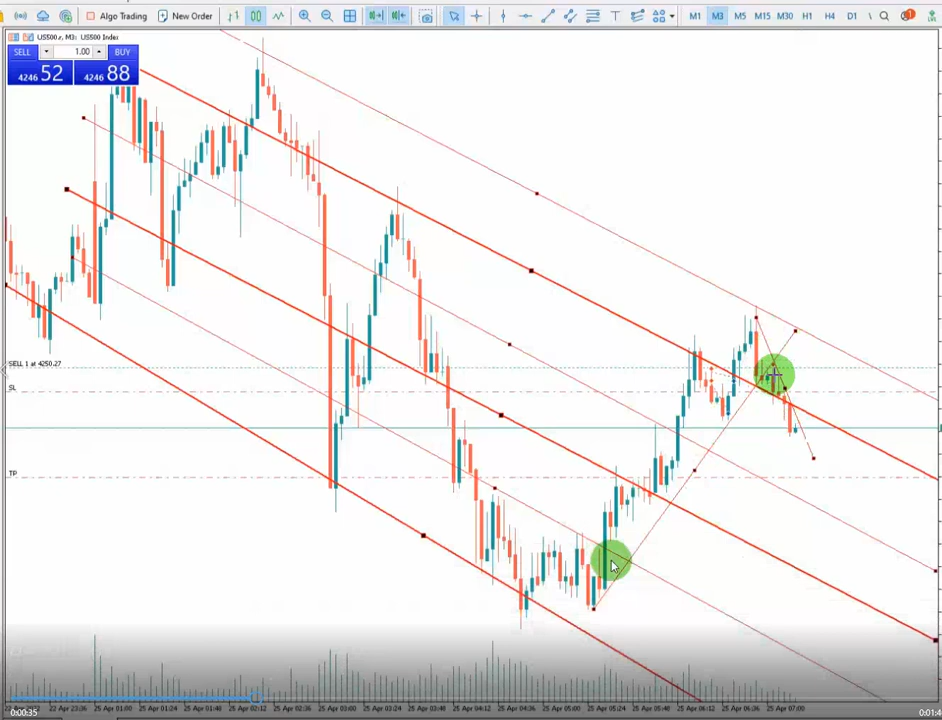 Algo Trading New Order M1 M3 M5 M15 M30 H1 H4 D1
US500.z, M3: US500 Index
SELL 1.00 BUY
4246 52 4246 88
SELL 1 at 4250.27
SL
TP
22 Apr 23:36 25 Apr 01:00 25 Apr 01:24 25 Apr 01:48 25 Apr 02:12 25 Apr 02:36 25 Apr 03:00 25 Apr 03:24 25 Apr 03:48 25 Apr 04:12 25 Apr 04:36 25 Apr 05:00 25 Apr 05:24 25 Apr 05:48 25 Apr 06:12 25 Apr 06:36 25 Apr 07:00
0:00:35